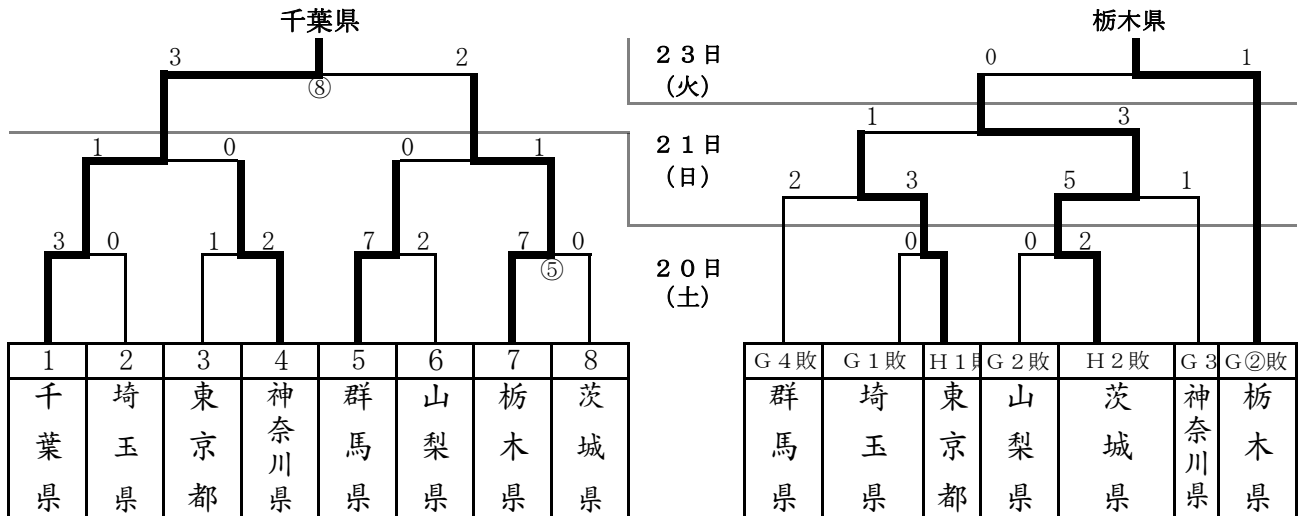 千葉県
栃木県
3
2
⑧
２３日
(火)
0
1
1
3
1
0
0
1
２１日
(日)
2
3
5
1
3
0
1
2
7
2
7
0
⑤
２０日
(土)
0
0
2
1
2
3
4
5
6
7
8
Ｇ４敗
Ｇ１敗
Ｈ１
Ｇ２敗
Ｈ２敗
Ｇ３
Ｇ②敗
千葉県
埼玉県
東京都
神奈川県
群馬県
山梨県
栃木県
茨城県
群馬県
埼玉県
東京都
山梨県
茨城県
神奈川県
栃木県